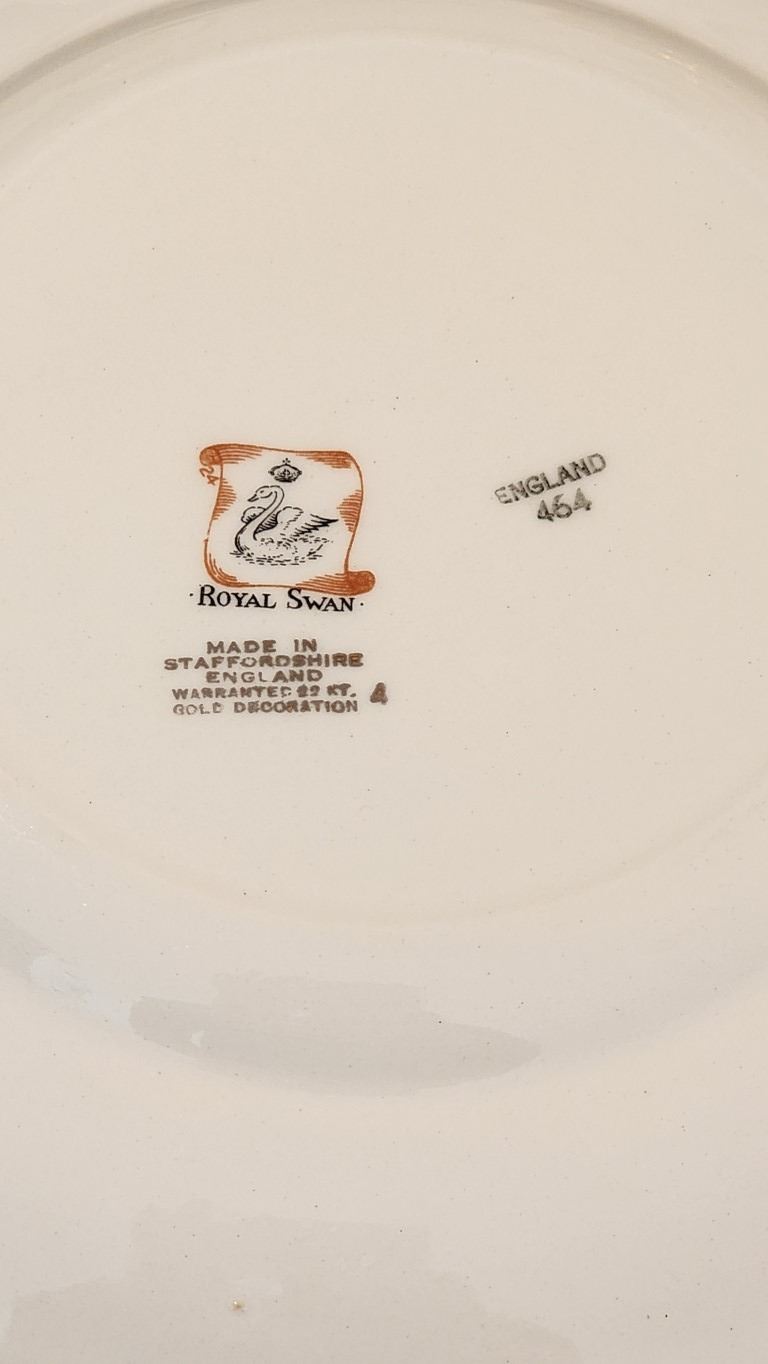 ·ROYAL SWAN·
MADE IN
STAFFORDSHIRE
ENGLAND
WARRANTED 22 KT.
GOLD DECORATION
4
ENGLAND
464